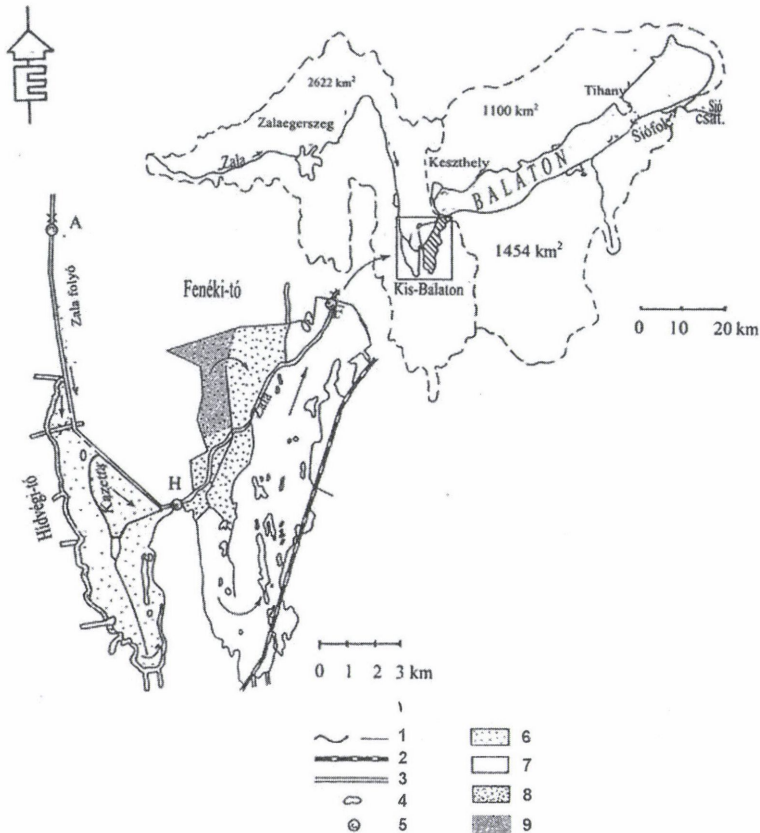 2622 km²
Zalaegerszeg
Zala
1100 km²
Tihany
Keszthely
BALATON
Siófok
Sió
csat.
1454 km²
Kis-Balaton
0 10 20 km
A
Zala folyó
Fenéki-tó
Zala
H
Kazetta
Hídvégi-tó
0 1 2 3 km
1
2
3
4
5
6
7
8
9